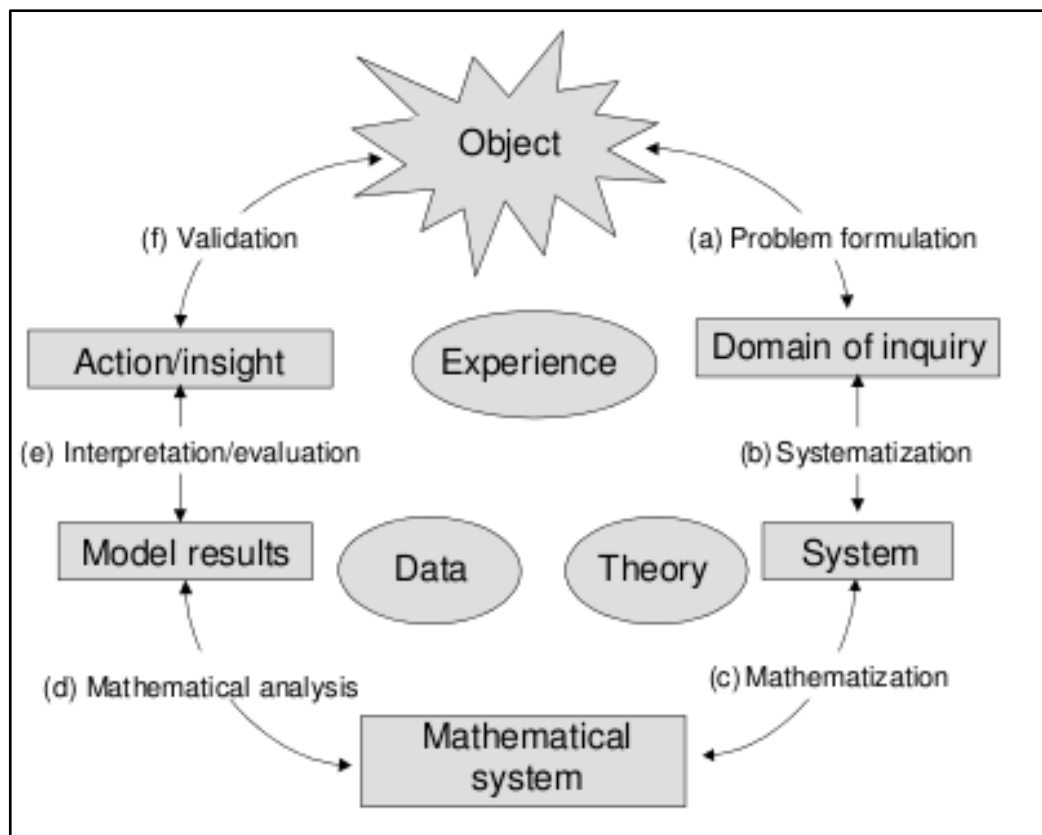 Object
(f) Validation
(a) Problem formulation
Action/insight
Experience
Domain of inquiry
(e) Interpretation/evaluation
(b) Systematization
Model results
Data
Theory
System
(d) Mathematical analysis
(c) Mathematization
Mathematical
system